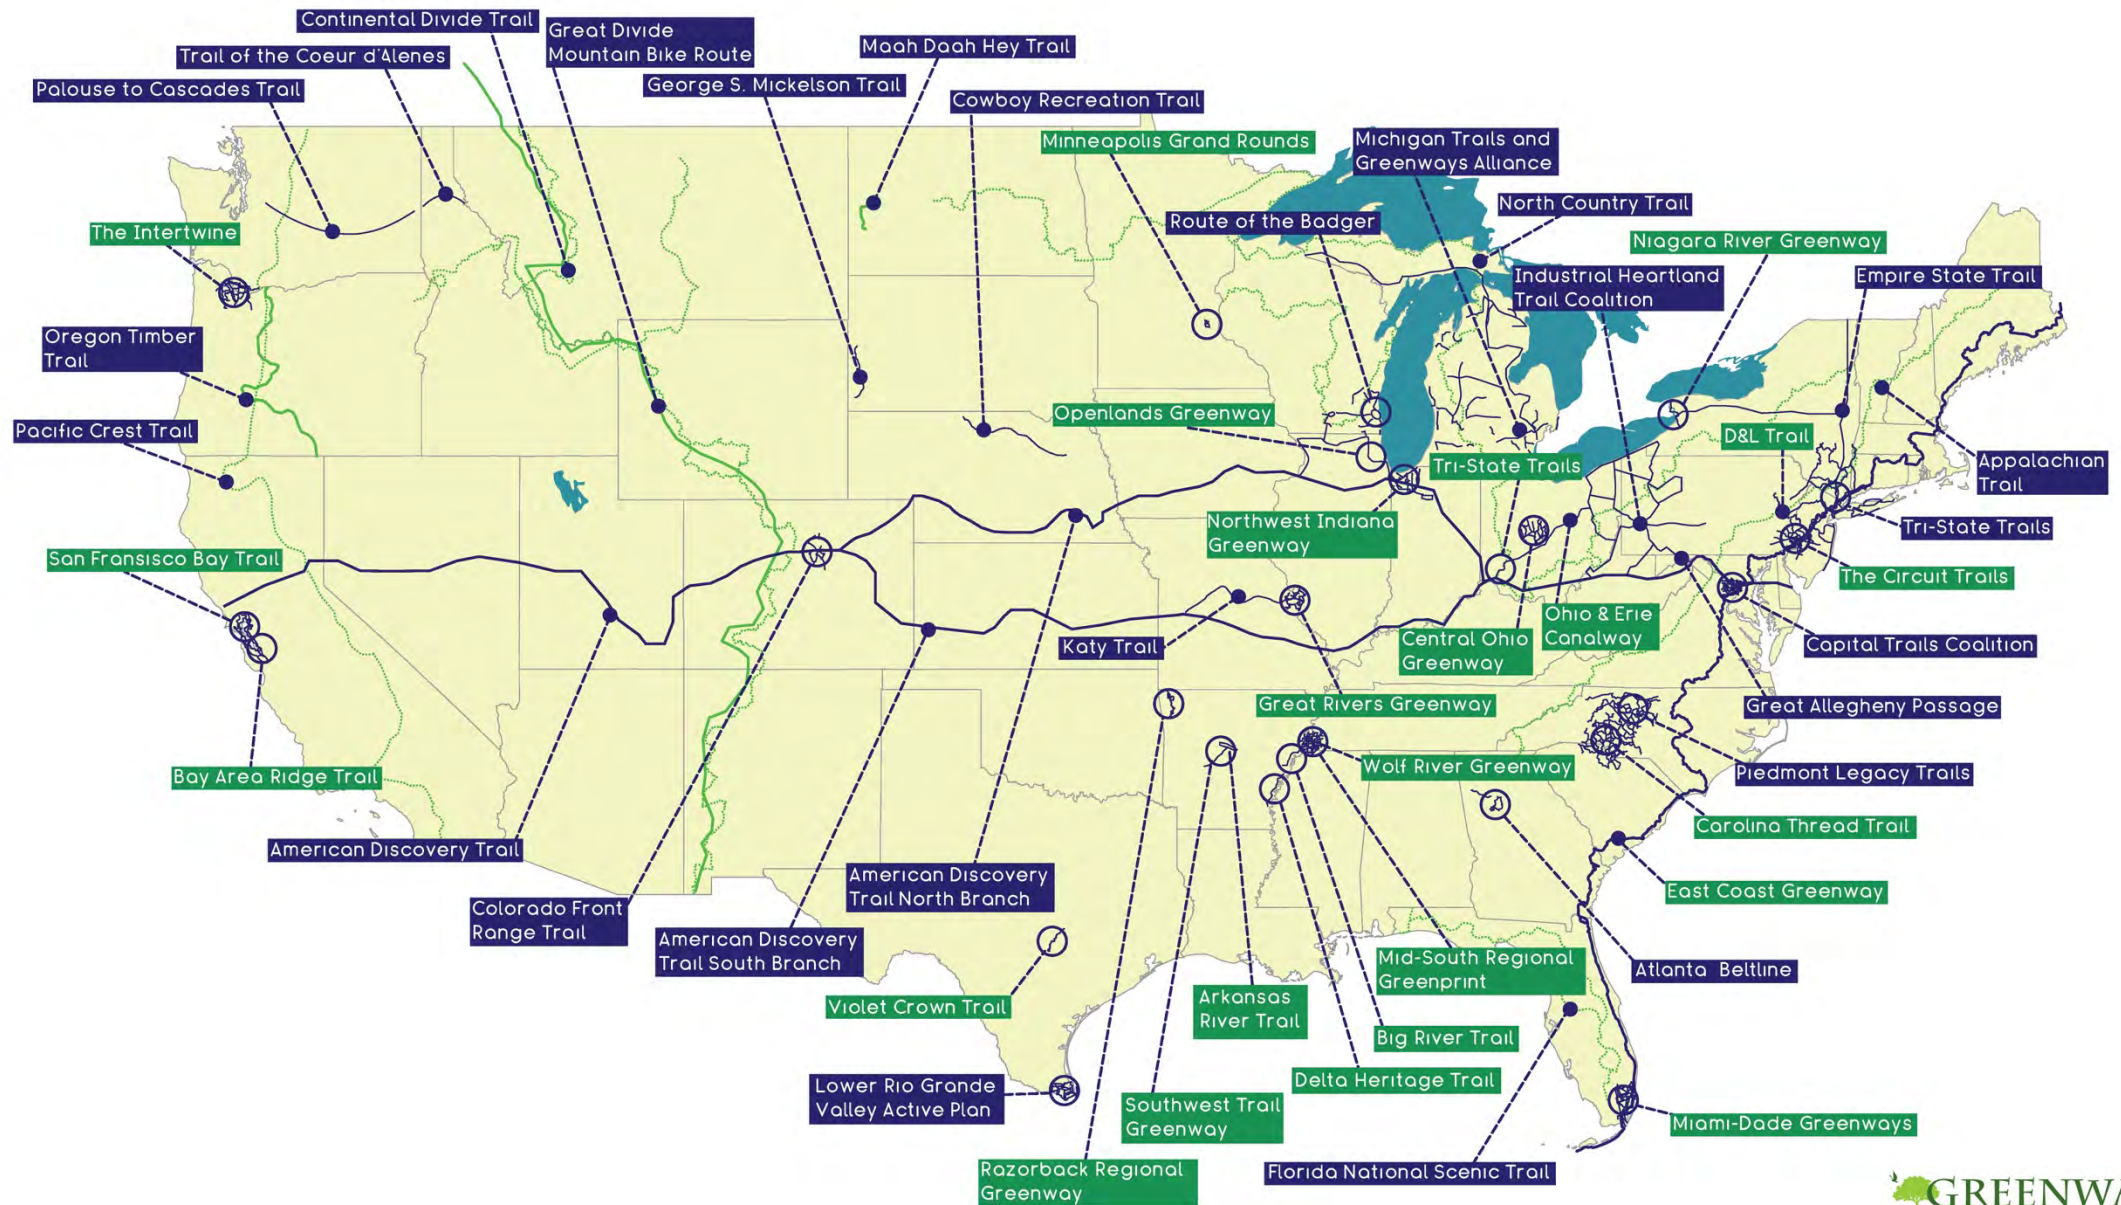 Continental Divide Trail
Great Divide
Mountain Bike Route
Trail of the Coeur d'Alenes
Palouse to Cascades Trail
Maah Daah Hey Trail
George S. Mickelson Trail
Cowboy Recreation Trail
Minneapolis Grand Rounds
Michigan Trails and
Greenways Alliance
North Country Trail
Route of the Badger
The Intertwine
Niagara River Greenway
Industrial Heartland
Trail Coalition
Empire State Trail
Oregon Timber
Trail
Openlands Greenway
Pacific Crest Trail
D&L Trail
Tri-State Trails
Appalachian
Trail
Northwest Indiana
Greenway
Tri-State Trails
San Fransisco Bay Trail
The Circuit Trails
Ohio & Erie
Canalway
Central Ohio
Greenway
Katy Trail
Capital Trails Coalition
Great Rivers Greenway
Great Allegheny Passage
Bay Area Ridge Trail
Wolf River Greenway
Piedmont Legacy Trails
Carolina Thread Trail
American Discovery Trail
American Discovery
Trail North Branch
East Coast Greenway
Colorado Front
Range Trail
American Discovery
Trail South Branch
Mid-South Regional
Greenprint
Atlanta Beltline
Violet Crown Trail
Arkansas
River Trail
Big River Trail
Delta Heritage Trail
Lower Rio Grande
Valley Active Plan
Southwest Trail
Greenway
Miami-Dade Greenways
Razorback Regional
Greenway
Florida National Scenic Trail